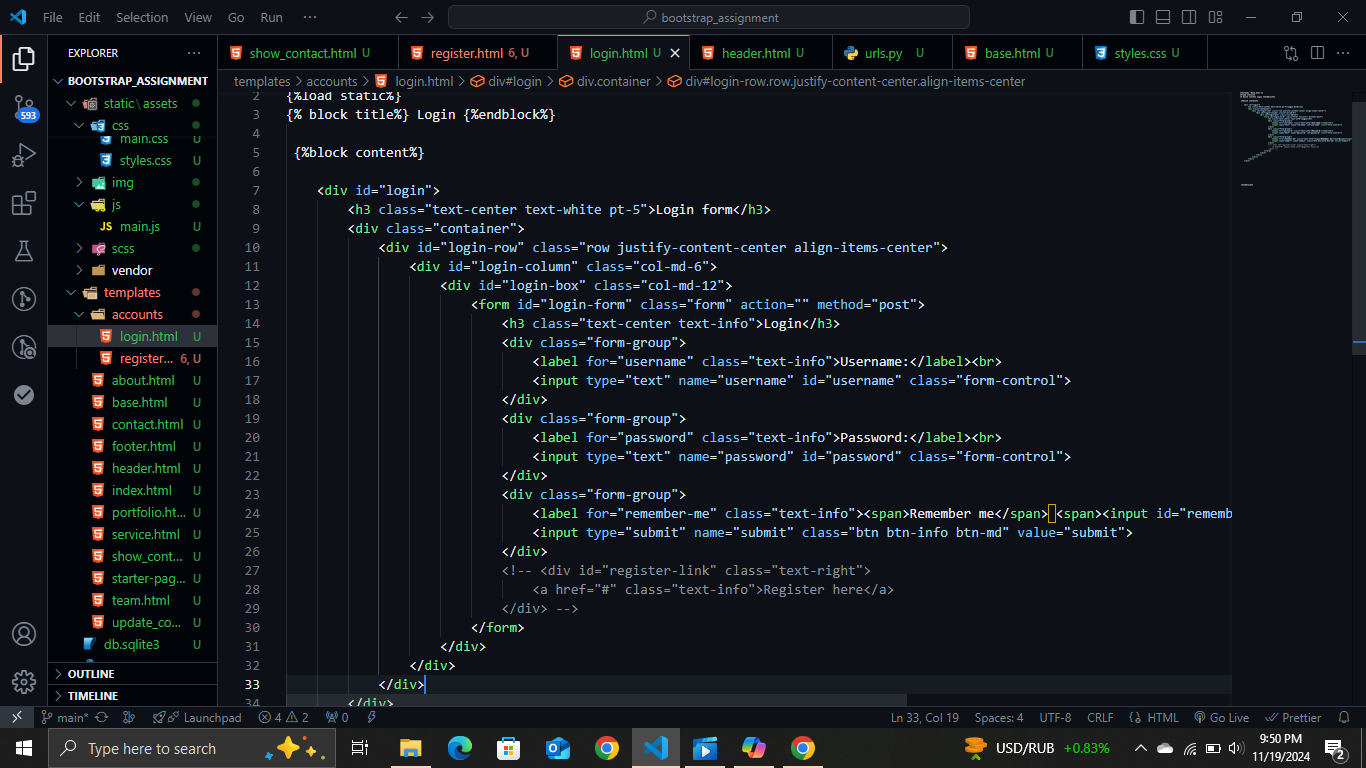 File Edit Selection View Go Run ··· bootstrap_assignment
EXPLORER ···
show_contact.html U register.html 6, U login.html U header.html U urls.py U base.html U styles.css U
templates > accounts > login.html > div#login > div.container > div#login-row.row.justify-content-center.align-items-center
593
BOOTSTRAP_ASSIGNMENT
static\assets
css
main.css U
styles.css U
img
js
JS main.js U
scss
vendor
templates
accounts
login.html U
register... 6, U
about.html U
base.html U
contact.html U
footer.html U
header.html U
index.html U
portfolio.ht... U
service.html U
show_cont... U
starter-pag... U
team.html U
update_co... U
db.sqlite3 U
OUTLINE
TIMELINE
2 {%load static%}
3 {% block title%} Login {%endblock%}
4
5 {%block content%}
6
7 <div id="login">
8 <h3 class="text-center text-white pt-5">Login form</h3>
9 <div class="container">
10 <div id="login-row" class="row justify-content-center align-items-center">
11 <div id="login-column" class="col-md-6">
12 <div id="login-box" class="col-md-12">
13 <form id="login-form" class="form" action="" method="post">
14 <h3 class="text-center text-info">Login</h3>
15 <div class="form-group">
16 <label for="username" class="text-info">Username:</label><br>
17 <input type="text" name="username" id="username" class="form-control">
18 </div>
19 <div class="form-group">
20 <label for="password" class="text-info">Password:</label><br>
21 <input type="text" name="password" id="password" class="form-control">
22 </div>
23 <div class="form-group">
24 <label for="remember-me" class="text-info"><span>Remember me</span> <span><input id="rememb
25 <input type="submit" name="submit" class="btn btn-info btn-md" value="submit">
26 </div>
27 <!-- <div id="register-link" class="text-right">
28 <a href="#" class="text-info">Register here</a>
29 </div> -->
30 </form>
31 </div>
32 </div>
33 </div>
34 </div>
main* Launchpad 4 2 0 Ln 33, Col 19 Spaces: 4 UTF-8 CRLF {} HTML Go Live Prettier
Type here to search USD/RUB +0.83% 9:50 PM
11/19/2024 2